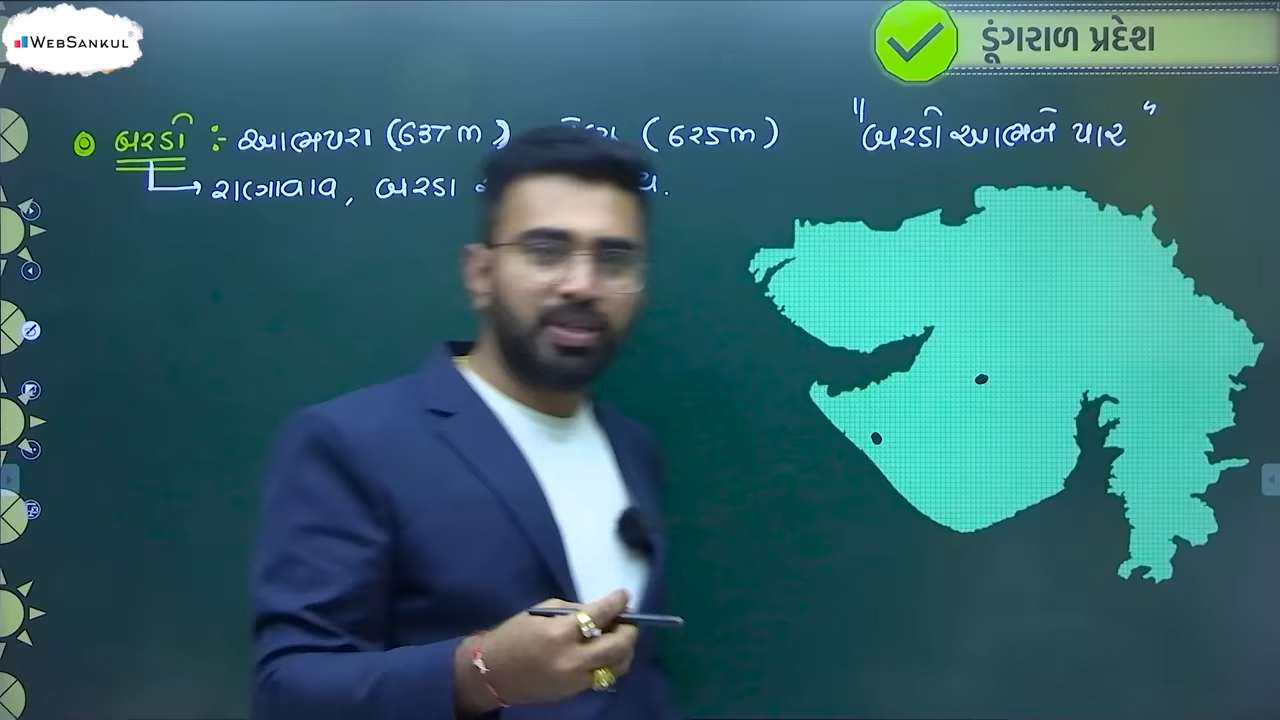 WEBSANKUL®
ડૂંગરાળ પ્રદેશ
બરડો :- આભપરા (637m) (625m)
"બરડો આભને પાર"
રાણાવાવ, બરડા